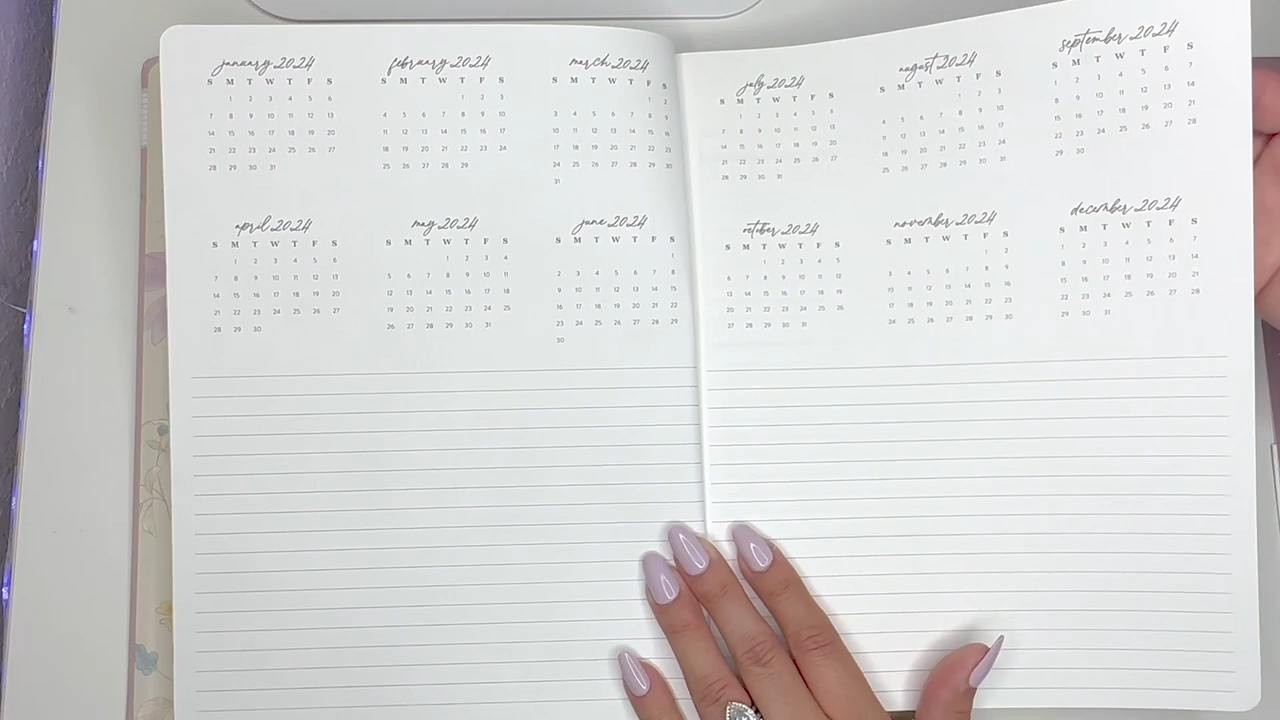 january 2024
S M T W T F S
1 2 3 4 5 6
7 8 9 10 11 12 13
14 15 16 17 18 19 20
21 22 23 24 25 26 27
28 29 30 31
february 2024
S M T W T F S
1 2 3
4 5 6 7 8 9 10
11 12 13 14 15 16 17
18 19 20 21 22 23 24
25 26 27 28 29
march 2024
S M T W T F S
1 2
3 4 5 6 7 8 9
10 11 12 13 14 15 16
17 18 19 20 21 22 23
24 25 26 27 28 29 30
31
april 2024
S M T W T F S
1 2 3 4 5 6
7 8 9 10 11 12 13
14 15 16 17 18 19 20
21 22 23 24 25 26 27
28 29 30
may 2024
S M T W T F S
1 2 3 4
5 6 7 8 9 10 11
12 13 14 15 16 17 18
19 20 21 22 23 24 25
26 27 28 29 30 31
june 2024
S M T W T F S
1
2 3 4 5 6 7 8
9 10 11 12 13 14 15
16 17 18 19 20 21 22
23 24 25 26 27 28 29
30
july 2024
S M T W T F S
1 2 3 4 5 6
7 8 9 10 11 12 13
14 15 16 17 18 19 20
21 22 23 24 25 26 27
28 29 30 31
august 2024
S M T W T F S
1 2 3
4 5 6 7 8 9 10
11 12 13 14 15 16 17
18 19 20 21 22 23 24
25 26 27 28 29 30 31
september 2024
S M T W T F S
1 2 3 4 5 6 7
8 9 10 11 12 13 14
15 16 17 18 19 20 21
22 23 24 25 26 27 28
29 30
october 2024
S M T W T F S
1 2 3 4 5
6 7 8 9 10 11 12
13 14 15 16 17 18 19
20 21 22 23 24 25 26
27 28 29 30 31
november 2024
S M T W T F S
1 2
3 4 5 6 7 8 9
10 11 12 13 14 15 16
17 18 19 20 21 22 23
24 25 26 27 28 29 30
december 2024
S M T W T F S
1 2 3 4 5 6 7
8 9 10 11 12 13 14
15 16 17 18 19 20 21
22 23 24 25 26 27 28
29 30 31